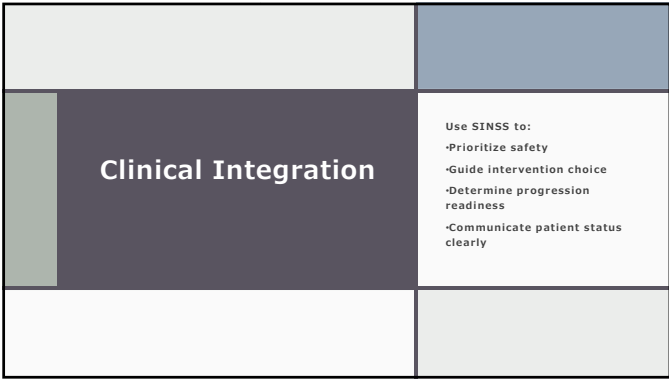 Clinical Integration
Use SINSS to:
•Prioritize safety
•Guide intervention choice
•Determine progression
readiness
•Communicate patient status
clearly